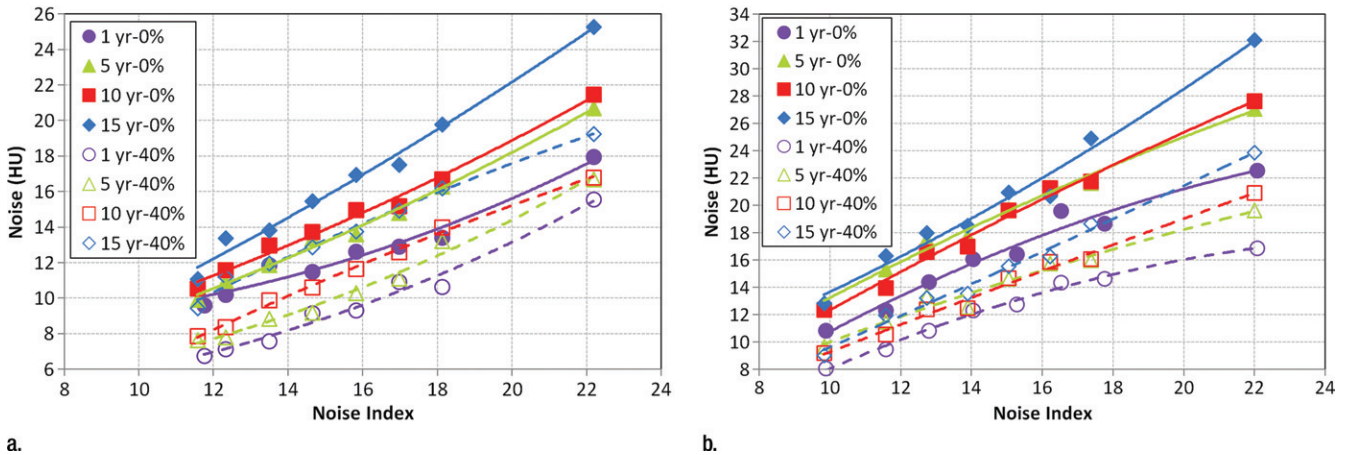 26
24
22
20
18
16
14
12
10
8
6
Noise (HU)
1 yr-0%
5 yr-0%
10 yr-0%
15 yr-0%
1 yr-40%
5 yr-40%
10 yr-40%
15 yr-40%
8 10 12 14 16 18 20 22 24
Noise Index
a.
34
32
30
28
26
24
22
20
18
16
14
12
10
8
Noise (HU)
1 yr-0%
5 yr- 0%
10 yr-0%
15 yr-0%
1 yr-40%
5 yr-40%
10 yr-40%
15 yr-40%
8 10 12 14 16 18 20 22 24
Noise Index
b.